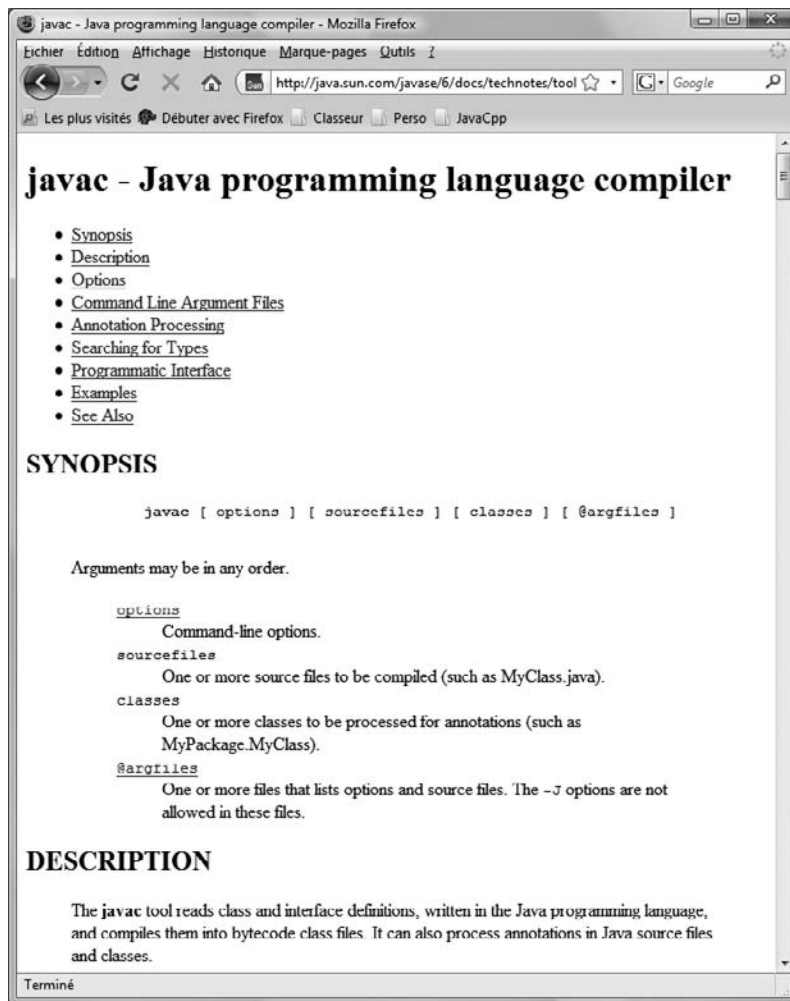 javac - Java programming language compiler - Mozilla Firefox
Fichier Édition Affichage Historique Marque-pages Outils ?
Sun http://java.sun.com/javase/6/docs/technotes/tool G Google
Les plus visités Débuter avec Firefox Classeur Perso JavaCpp
javac - Java programming language compiler
• Synopsis
• Description
• Options
• Command Line Argument Files
• Annotation Processing
• Searching for Types
• Programmatic Interface
• Examples
• See Also
SYNOPSIS
javac [ options ] [ sourcefiles ] [ classes ] [ @argfiles ]
Arguments may be in any order.
options
Command-line options.
sourcefiles
One or more source files to be compiled (such as MyClass.java).
classes
One or more classes to be processed for annotations (such as
MyPackage.MyClass).
@argfiles
One or more files that lists options and source files. The -J options are not
allowed in these files.
DESCRIPTION
The javac tool reads class and interface definitions, written in the Java programming language,
and compiles them into bytecode class files. It can also process annotations in Java source files
and classes.
Terminé